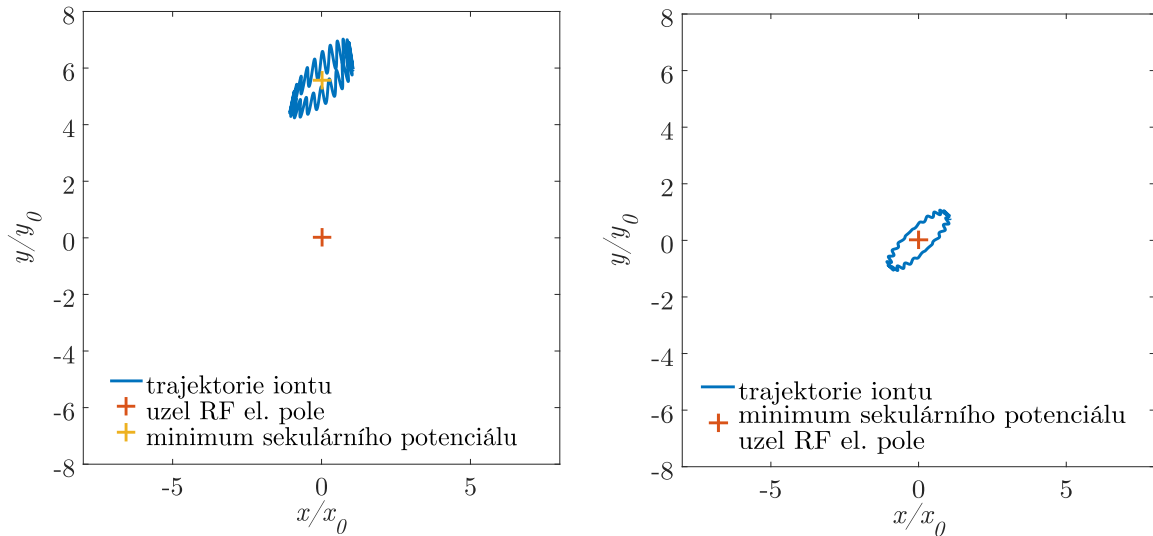 8
6
4
2
0
-2
-4
-6
-8
y/y0
trajektorie iontu
uzel RF el. pole
minimum sekulárního potenciálu
-5
0
5
x/x0
8
6
4
2
0
-2
-4
-6
-8
y/y0
trajektorie iontu
minimum sekulárního potenciálu
uzel RF el. pole
-5
0
5
x/x0